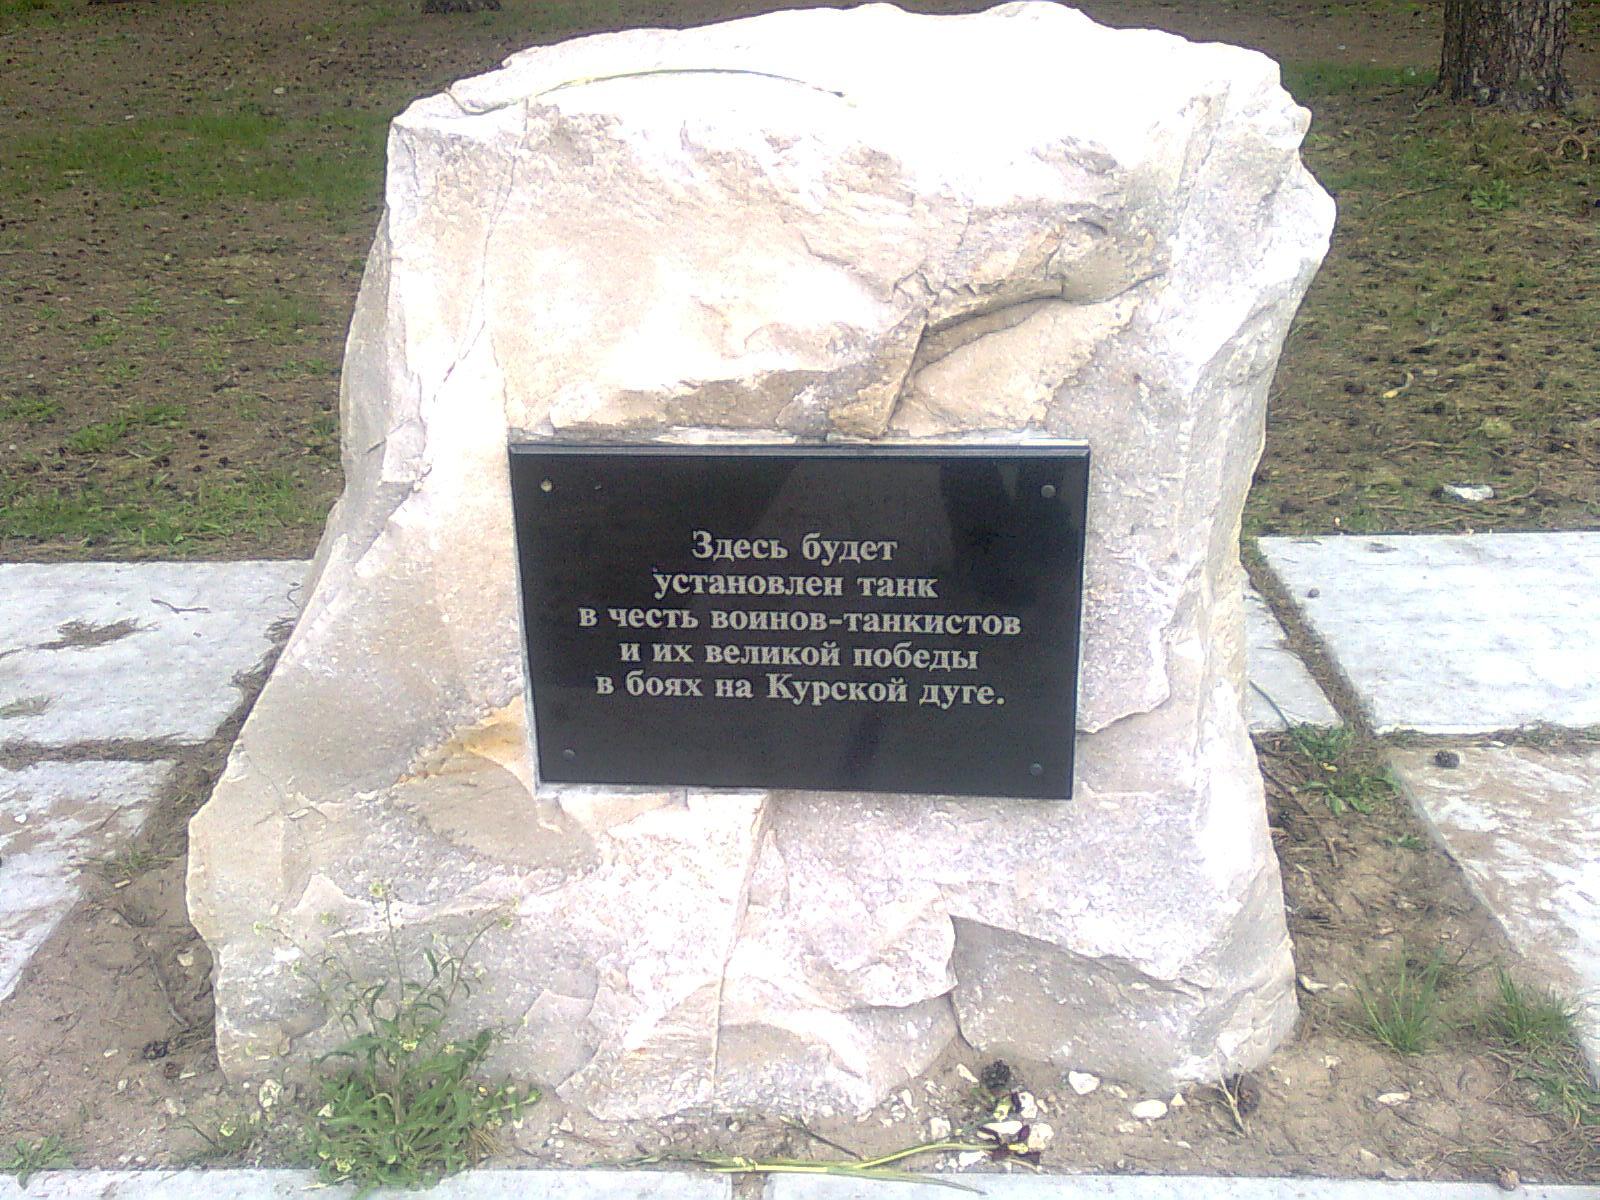 Здесь будет
установлен танк
в честь воинов-танкистов
и их великой победы
в боях на Курской дуге.